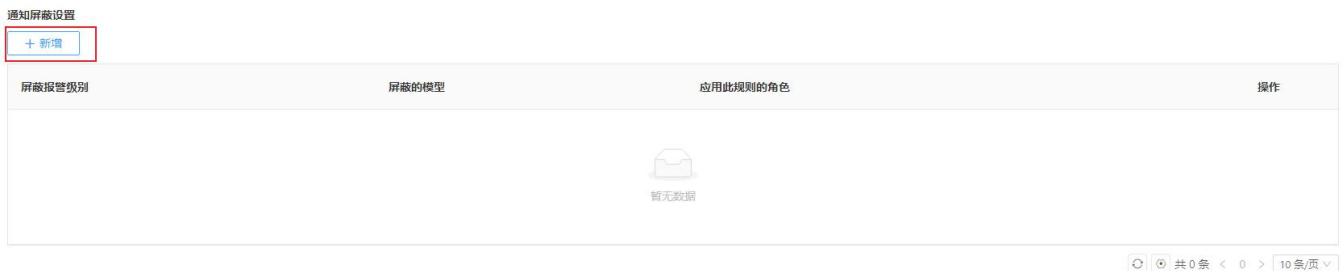 通知屏蔽设置
+ 新增
屏蔽报警级别 屏蔽的模型 应用此规则的角色 操作
暂无数据
共 0 条 < 0 > 10 条/页